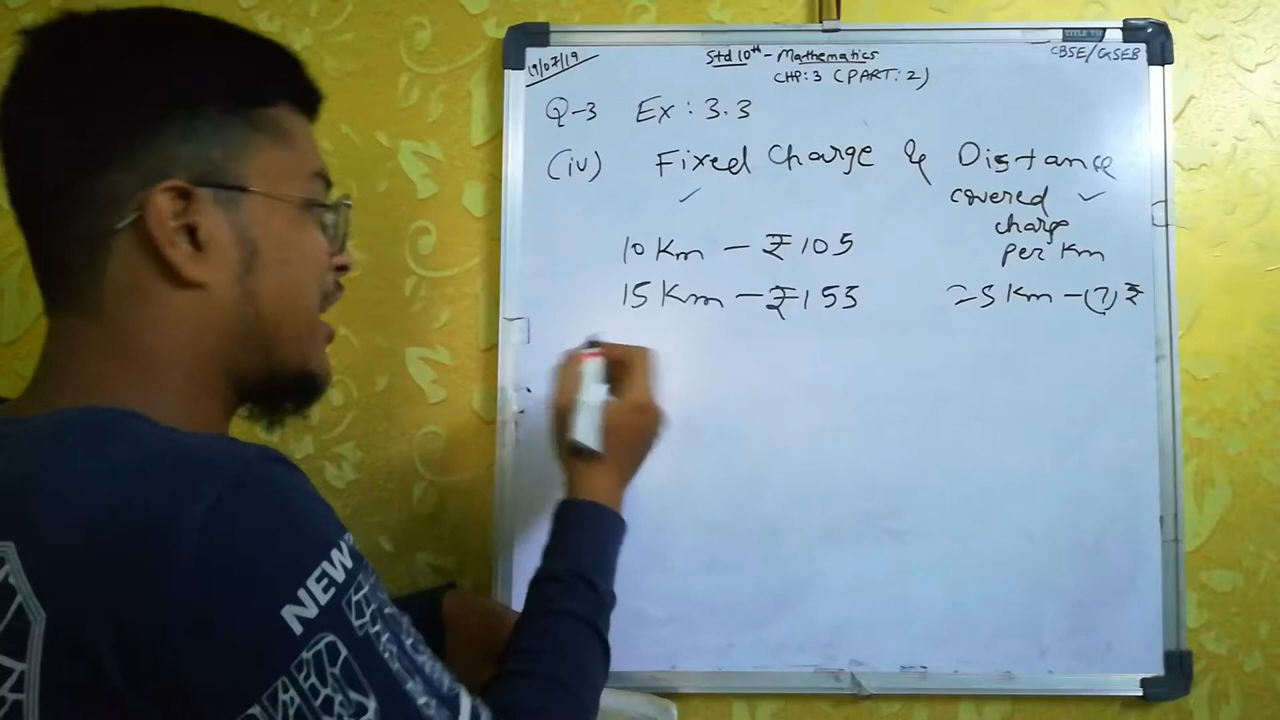 19/07/19
Std 10th - Mathematics
CHP: 3 (PART: 2)
CBSE/GSEB
Q-3 Ex: 3.3
(iv) Fixed Charge & Distance
covered
charge
per km
10 Km - ₹105
15 Km - ₹155
25 Km - (?) ₹
NEW